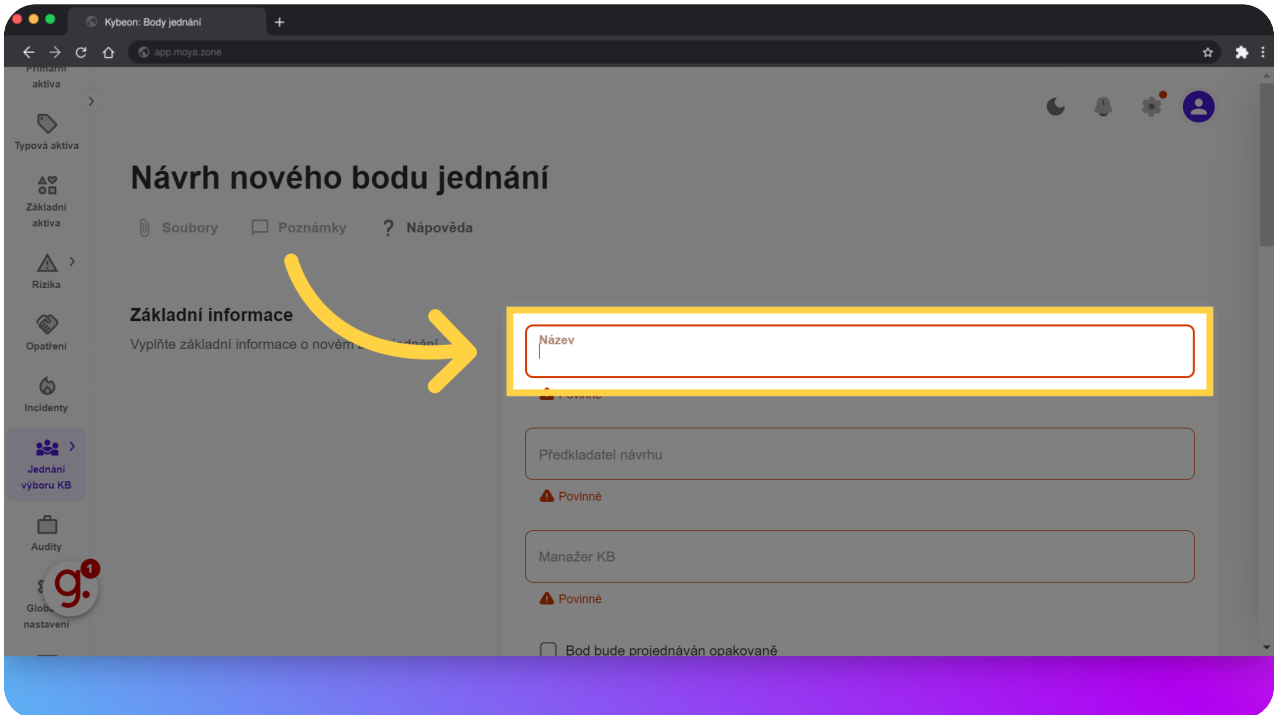 Kybeon: Body jednání
app.moya.zone
Primární
aktiva
Typová aktiva
Základní
aktiva
Rizika
Opatření
Incidenty
Jednání
výboru KB
Audity
g.
1
nastavení
Návrh nového bodu jednání
Soubory
Poznámky
? Nápověda
Základní informace
Vyplňte základní informace o novém jednání
Název
Povinné
Předkladatel návrhu
Povinné
Manažer KB
Povinné
Bod bude projednáván opakovaně